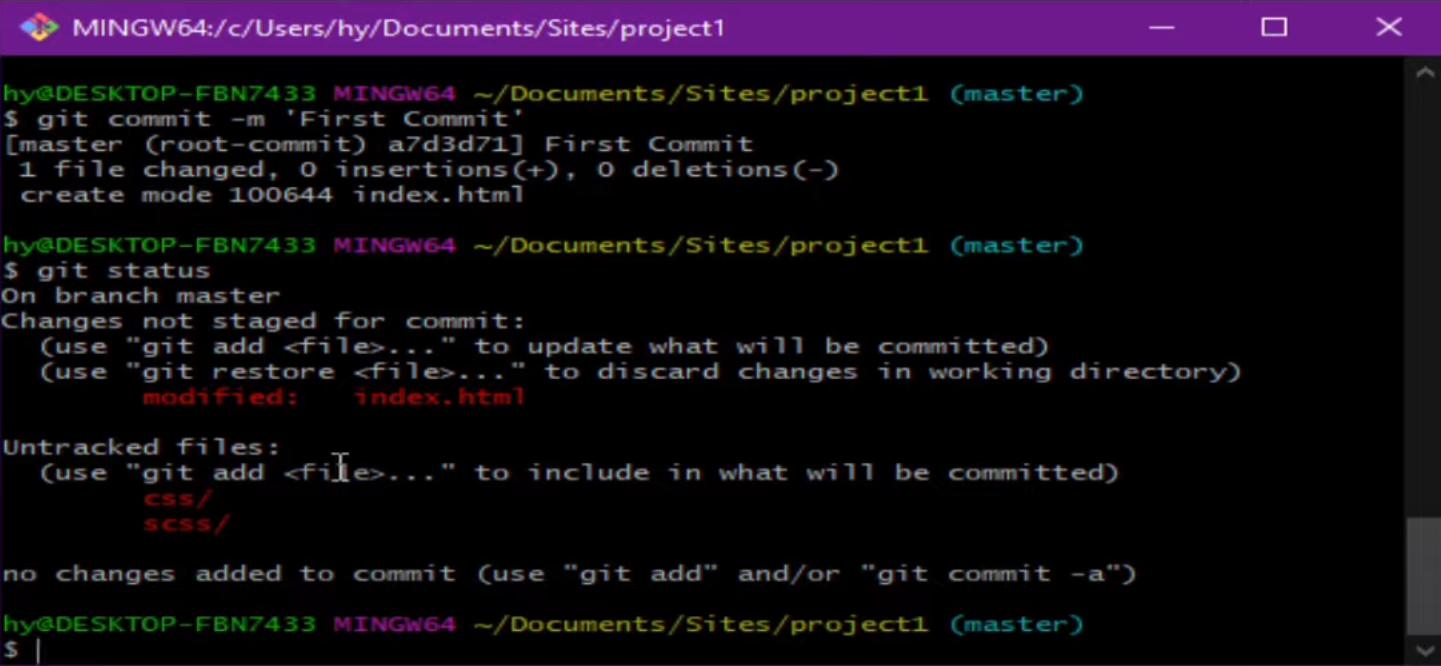 MINGW64:/c/Users/hy/Documents/Sites/project1
hy@DESKTOP-FBN7433 MINGW64 ~/Documents/Sites/project1 (master)
$ git commit -m 'First Commit'
[master (root-commit) a7d3d71] First Commit
 1 file changed, 0 insertions(+), 0 deletions(-)
 create mode 100644 index.html
hy@DESKTOP-FBN7433 MINGW64 ~/Documents/Sites/project1 (master)
$ git status
On branch master
Changes not staged for commit:
  (use "git add <file>..." to update what will be committed)
  (use "git restore <file>..." to discard changes in working directory)
        modified:   index.html
Untracked files:
  (use "git add <file>..." to include in what will be committed)
        css/
        scss/
no changes added to commit (use "git add" and/or "git commit -a")
hy@DESKTOP-FBN7433 MINGW64 ~/Documents/Sites/project1 (master)
$